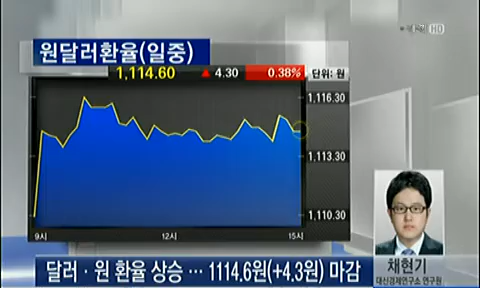 HD
원달러환율(일중)
1,114.60 ▲ 4.30 0.38% 단위: 원
1,116.30
1,113.30
1,110.30
9시 12시 15시
채현기
대신경제연구소 연구원
달러·원 환율 상승… 1114.6원(+4.3원) 마감